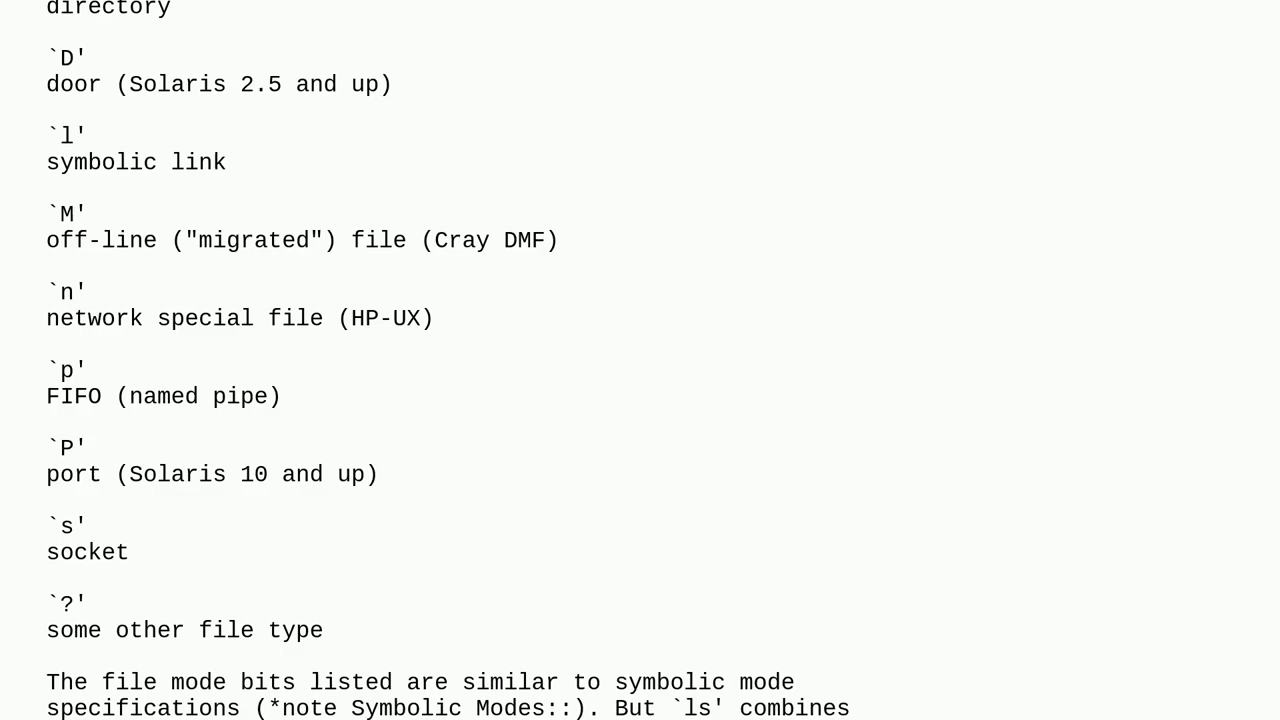 directory
`D'
door (Solaris 2.5 and up)
`l'
symbolic link
`M'
off-line ("migrated") file (Cray DMF)
`n'
network special file (HP-UX)
`p'
FIFO (named pipe)
`P'
port (Solaris 10 and up)
`s'
socket
`?'
some other file type
The file mode bits listed are similar to symbolic mode
specifications (*note Symbolic Modes::). But `ls' combines